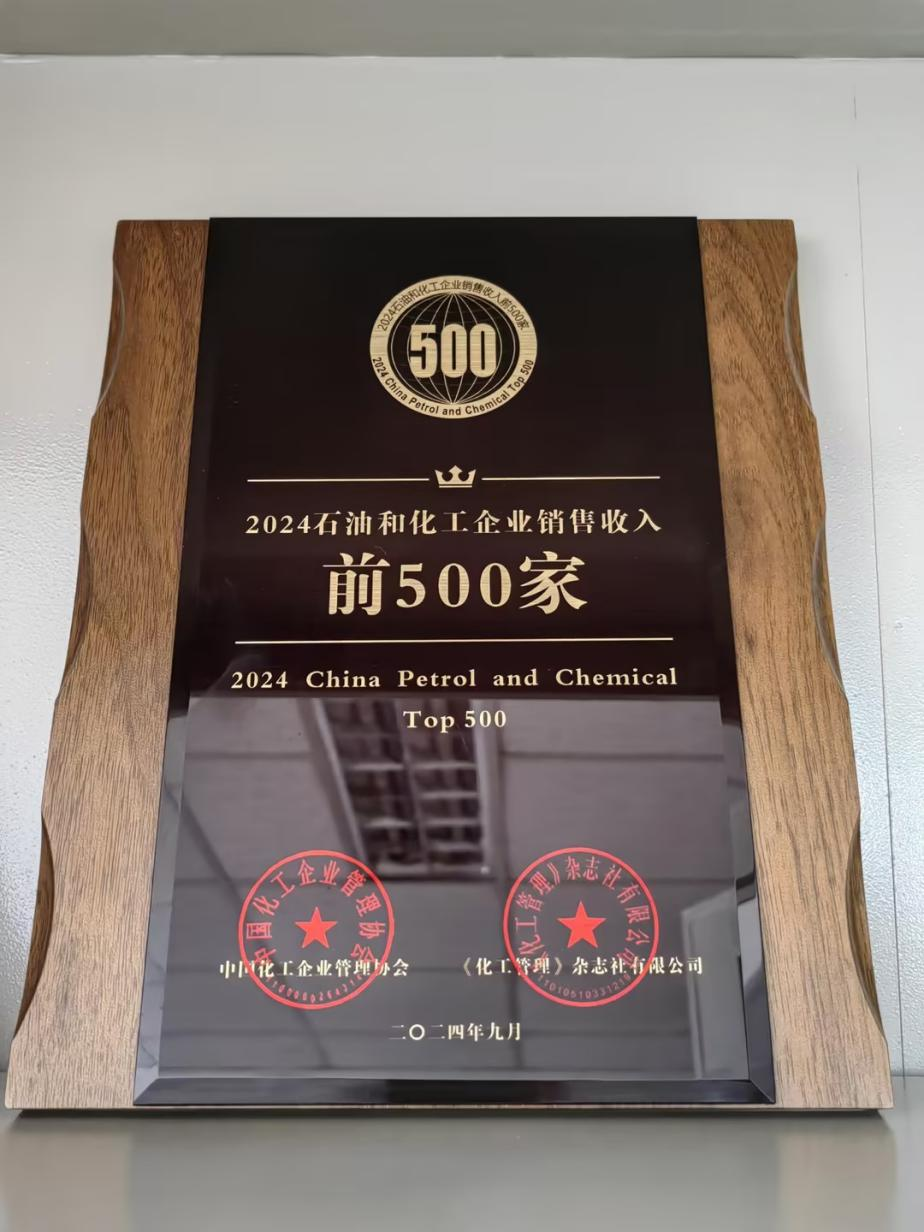 2024石油和化工企业销售收入前500家
500
2024 China Petrol and Chemical Top 500
2024石油和化工企业销售收入
前500家
2024 China Petrol and Chemical
Top 500
中国化工企业管理协会
《化工管理》杂志社有限公司
中国化工企业管理协会
《化工管理》杂志社有限公司
二〇二四年九月